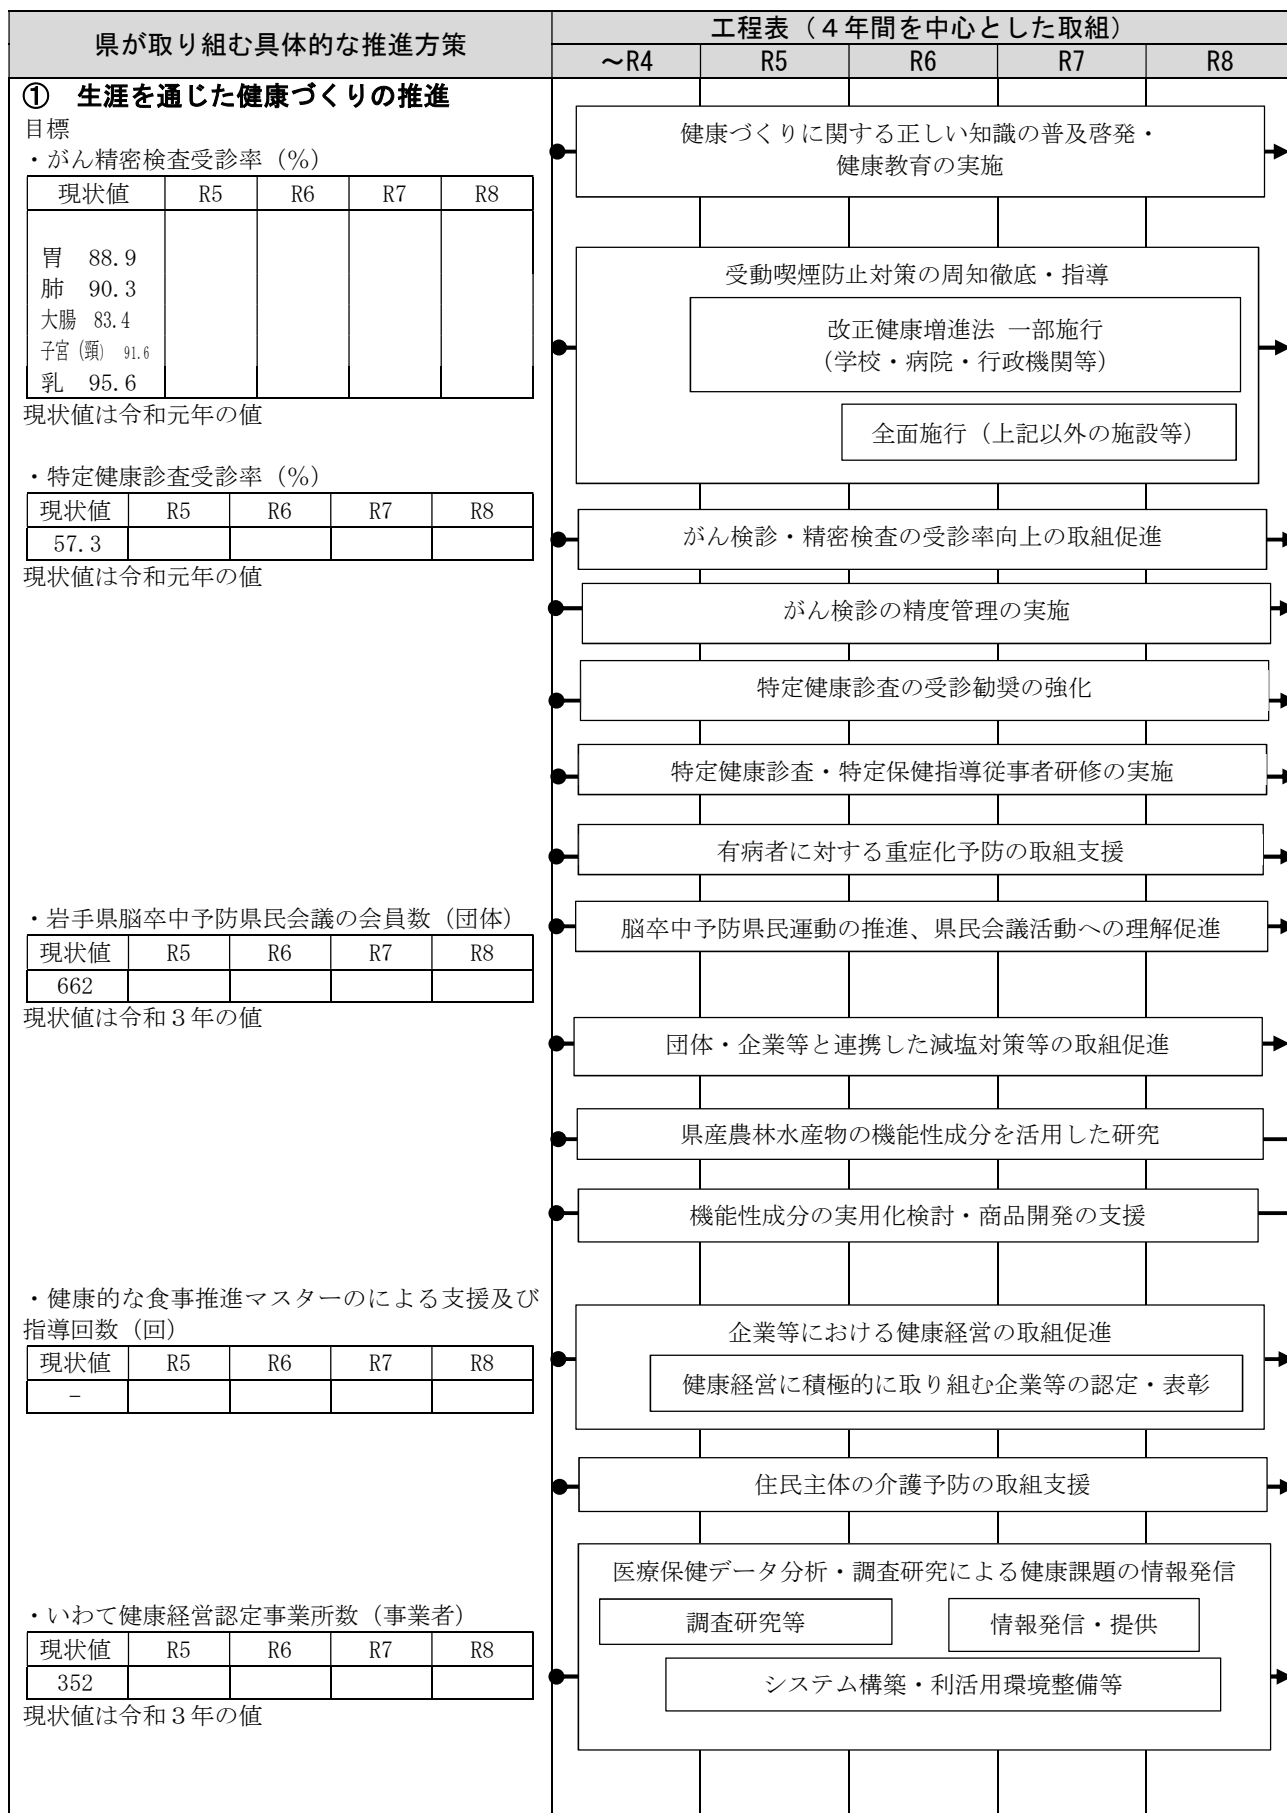 県が取り組む具体的な推進方策
工程表（４年間を中心とした取組）
～R4 R5 R6 R7 R8
① 生涯を通じた健康づくりの推進
目標
・がん精密検査受診率（％）
現状値 R5 R6 R7 R8
胃 88.9
肺 90.3
大腸 83.4
子宮（頸） 91.6
乳 95.6
現状値は令和元年の値
・特定健康診査受診率（％）
現状値 R5 R6 R7 R8
57.3
現状値は令和元年の値
・岩手県脳卒中予防県民会議の会員数（団体）
現状値 R5 R6 R7 R8
662
現状値は令和３年の値
・健康的な食事推進マスターのによる支援及び
指導回数（回）
現状値 R5 R6 R7 R8
－
・いわて健康経営認定事業所数（事業者）
現状値 R5 R6 R7 R8
352
現状値は令和３年の値
健康づくりに関する正しい知識の普及啓発・
健康教育の実施
受動喫煙防止対策の周知徹底・指導
改正健康増進法 一部施行
（学校・病院・行政機関等）
全面施行（上記以外の施設等）
がん検診・精密検査の受診率向上の取組促進
がん検診の精度管理の実施
特定健康診査の受診勧奨の強化
特定健康診査・特定保健指導従事者研修の実施
有病者に対する重症化予防の取組支援
脳卒中予防県民運動の推進、県民会議活動への理解促進
団体・企業等と連携した減塩対策等の取組促進
県産農林水産物の機能性成分を活用した研究
機能性成分の実用化検討・商品開発の支援
企業等における健康経営の取組促進
健康経営に積極的に取り組む企業等の認定・表彰
住民主体の介護予防の取組支援
医療保健データ分析・調査研究による健康課題の情報発信
調査研究等
情報発信・提供
システム構築・利活用環境整備等